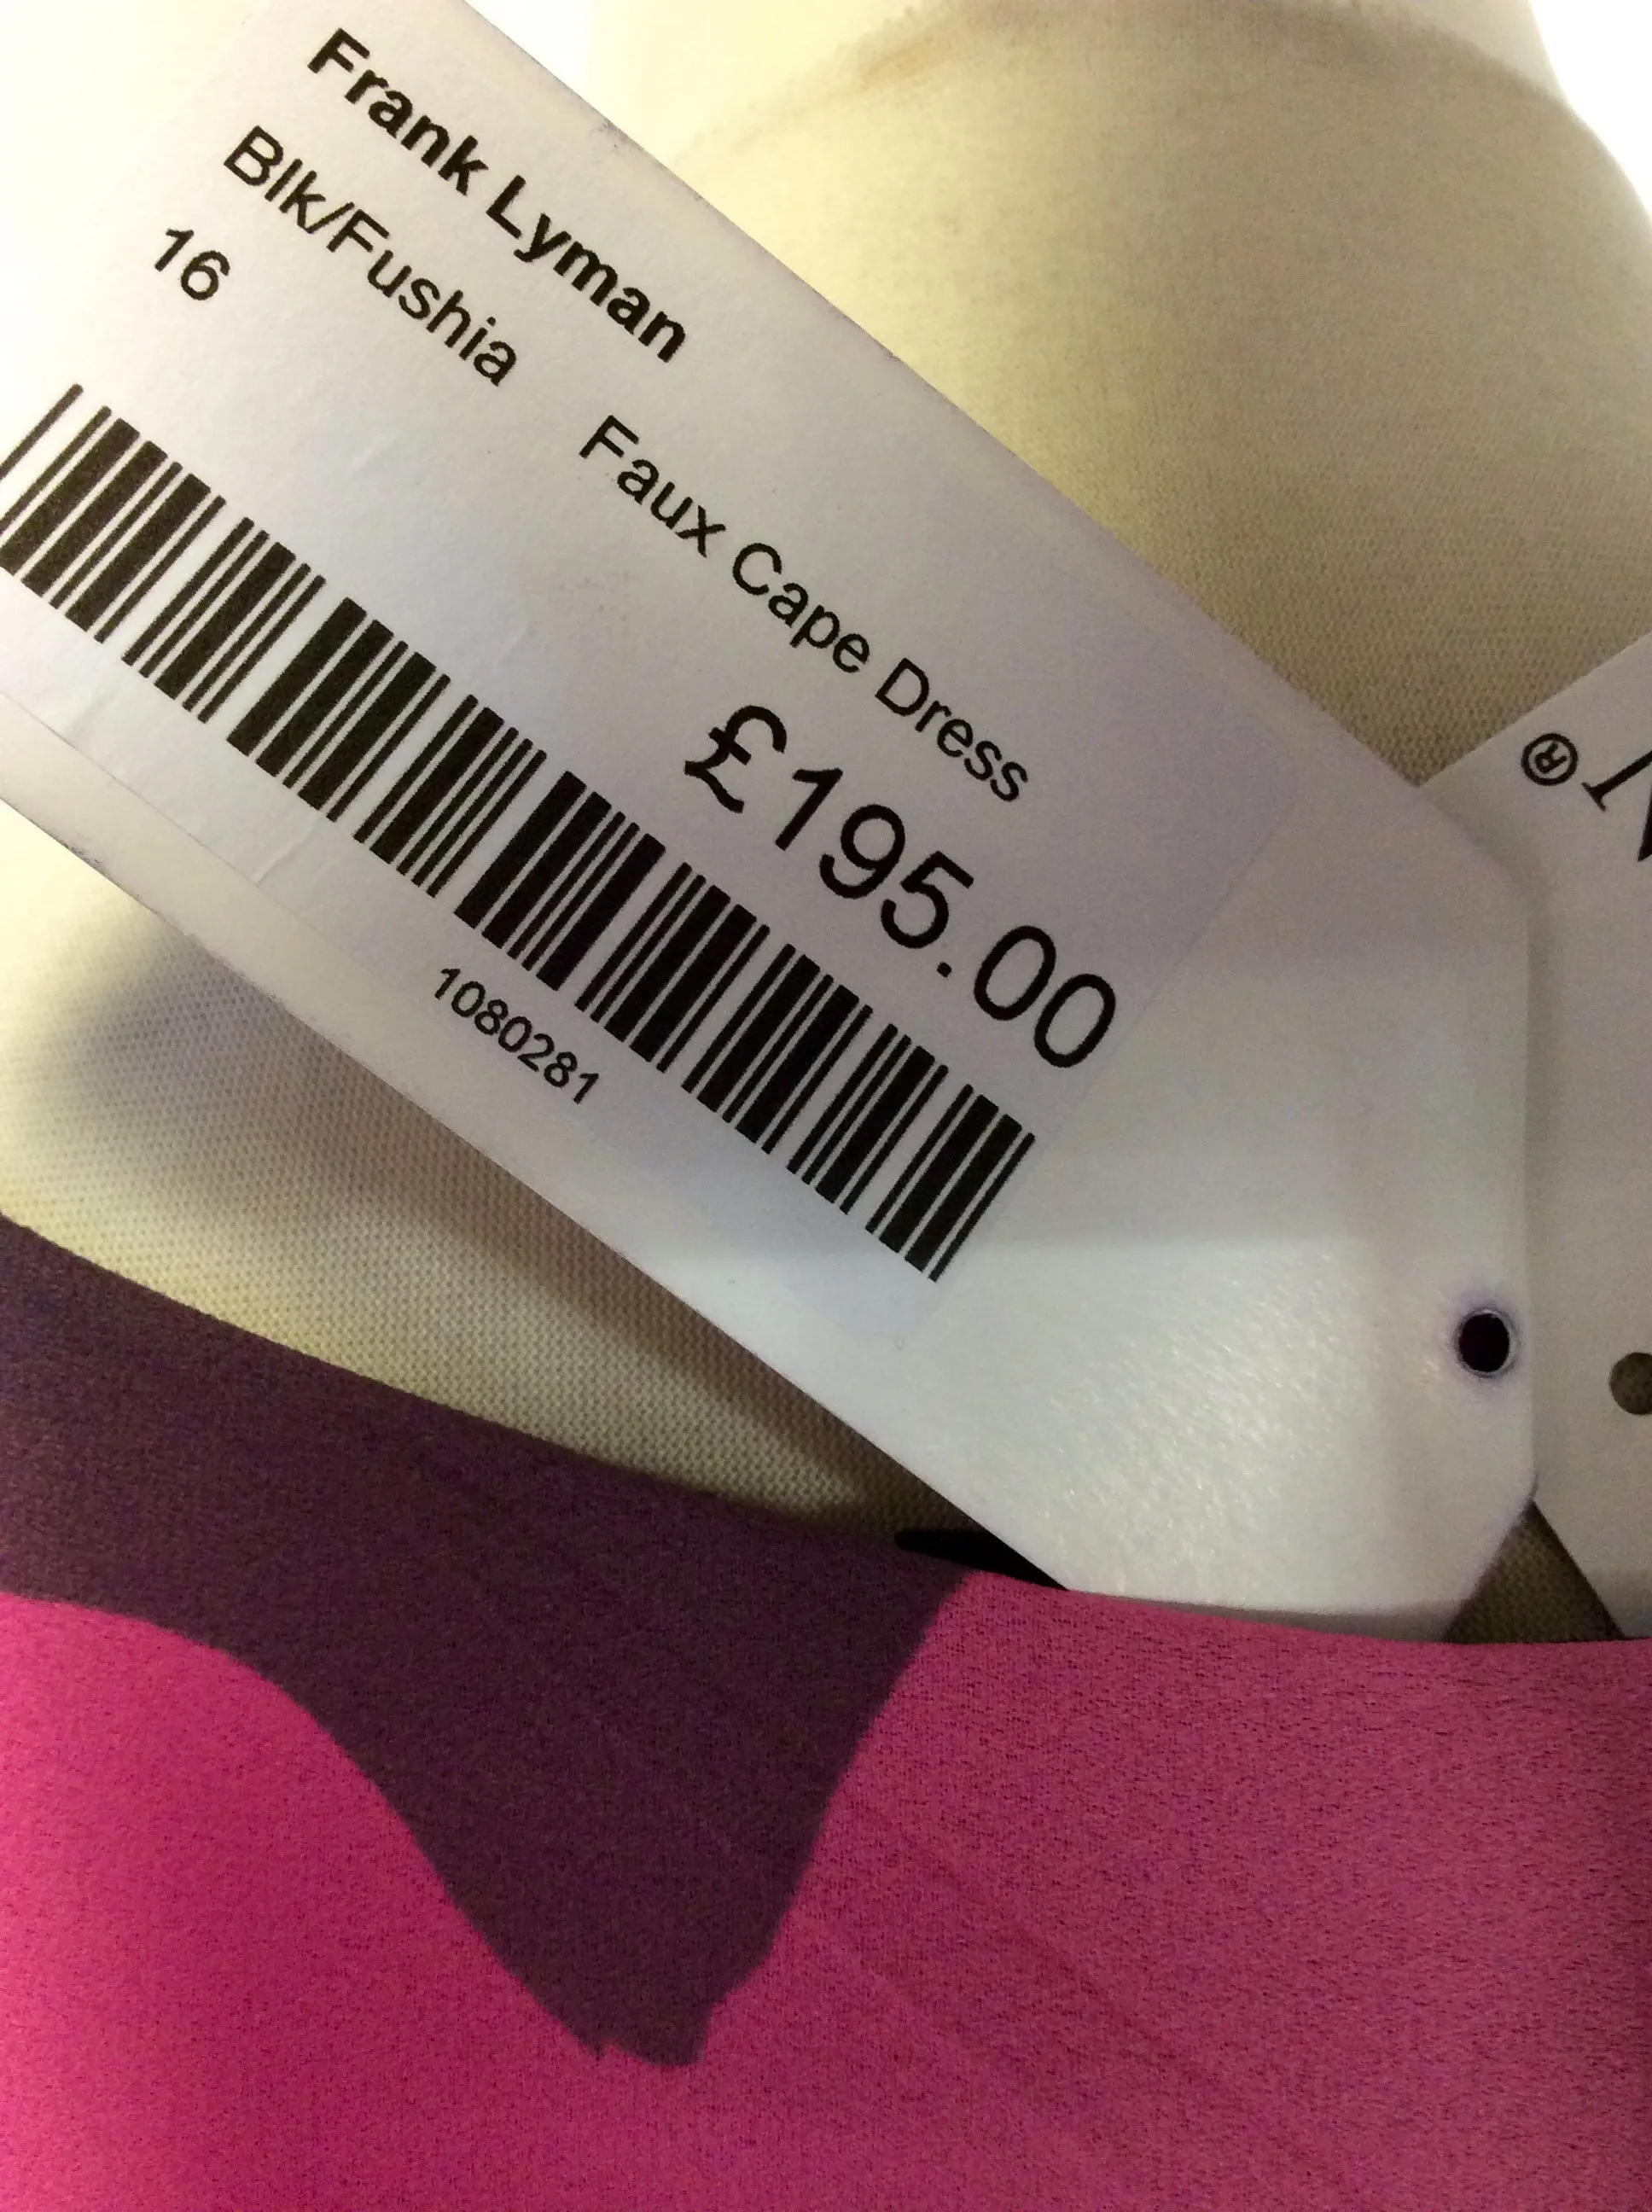 Frank Lyman
Blk/Fushia
16
Faux Cape Dress
£195.00
1080281
®